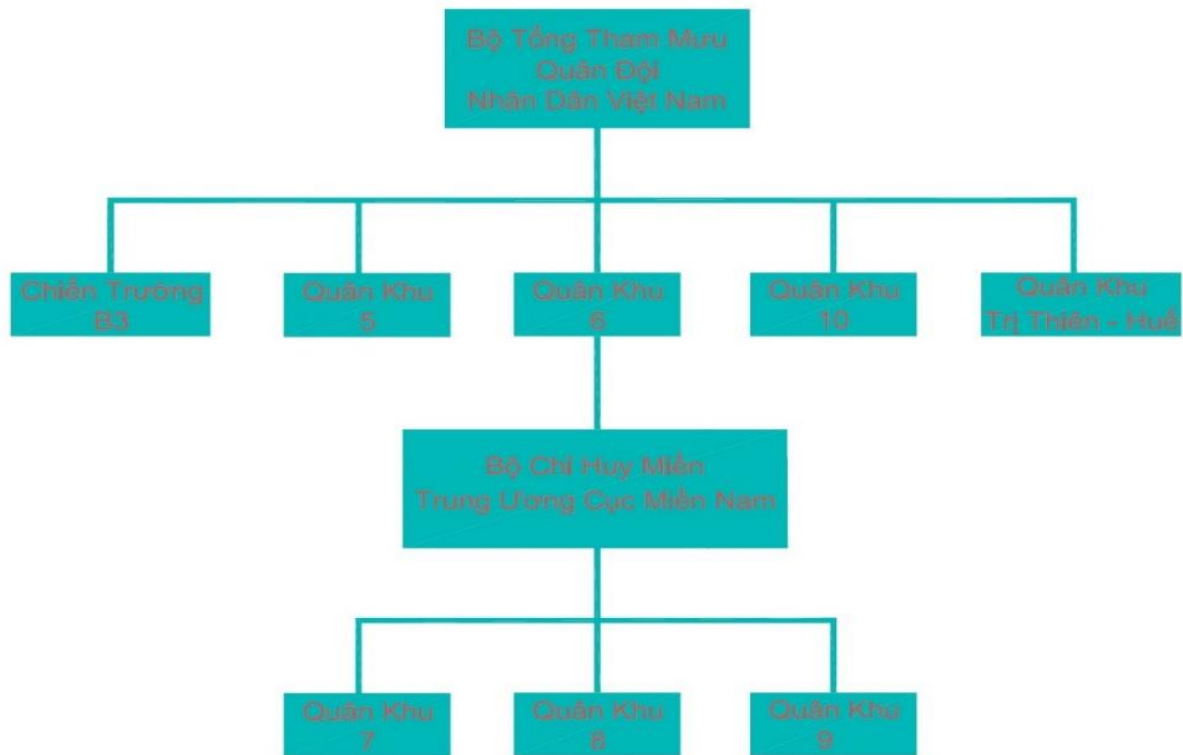 Bộ Tổng Tham Mưu
Quân Đội
Nhân Dân Việt Nam
Chiến Trường
B3
Quân Khu
5
Quân Khu
6
Quân Khu
10
Quân Khu
Trị Thiên - Huế
Bộ Chỉ Huy Miền
Trung Ương Cục Miền Nam
Quân Khu
7
Quân Khu
8
Quân Khu
9